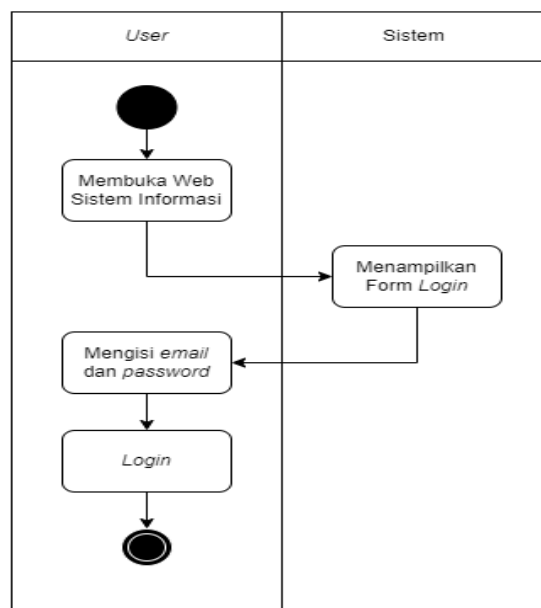 User
Sistem
Membuka Web
Sistem Informasi
Menampilkan
Form Login
Mengisi email
dan password
Login